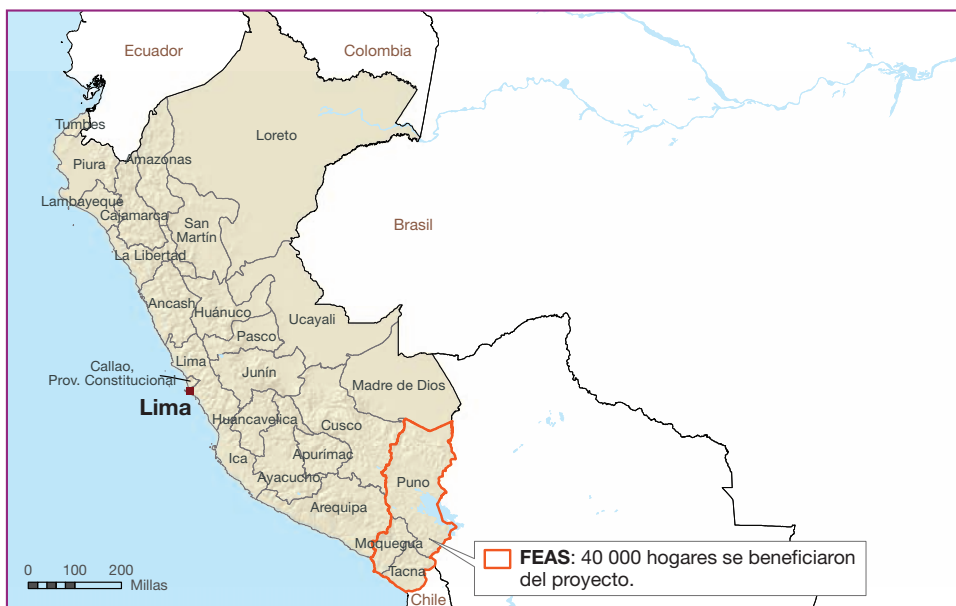 Ecuador
Colombia
Tumbes
Loreto
Piura
Amazonas
Lambayeque
Cajamarca
San
Martín
Brasil
La Libertad
Ancash
Huánuco
Ucayali
Pasco
Lima
Junín
Callao,
Prov. Constitucional
Madre de Dios
Lima
Huancavelica
Cusco
Ica
Apurimac
Ayacucho
Puno
Arequipa
Moquegua
Tacna
Chile
FEAS: 40 000 hogares se beneficiaron
del proyecto.
0 100 200
Millas